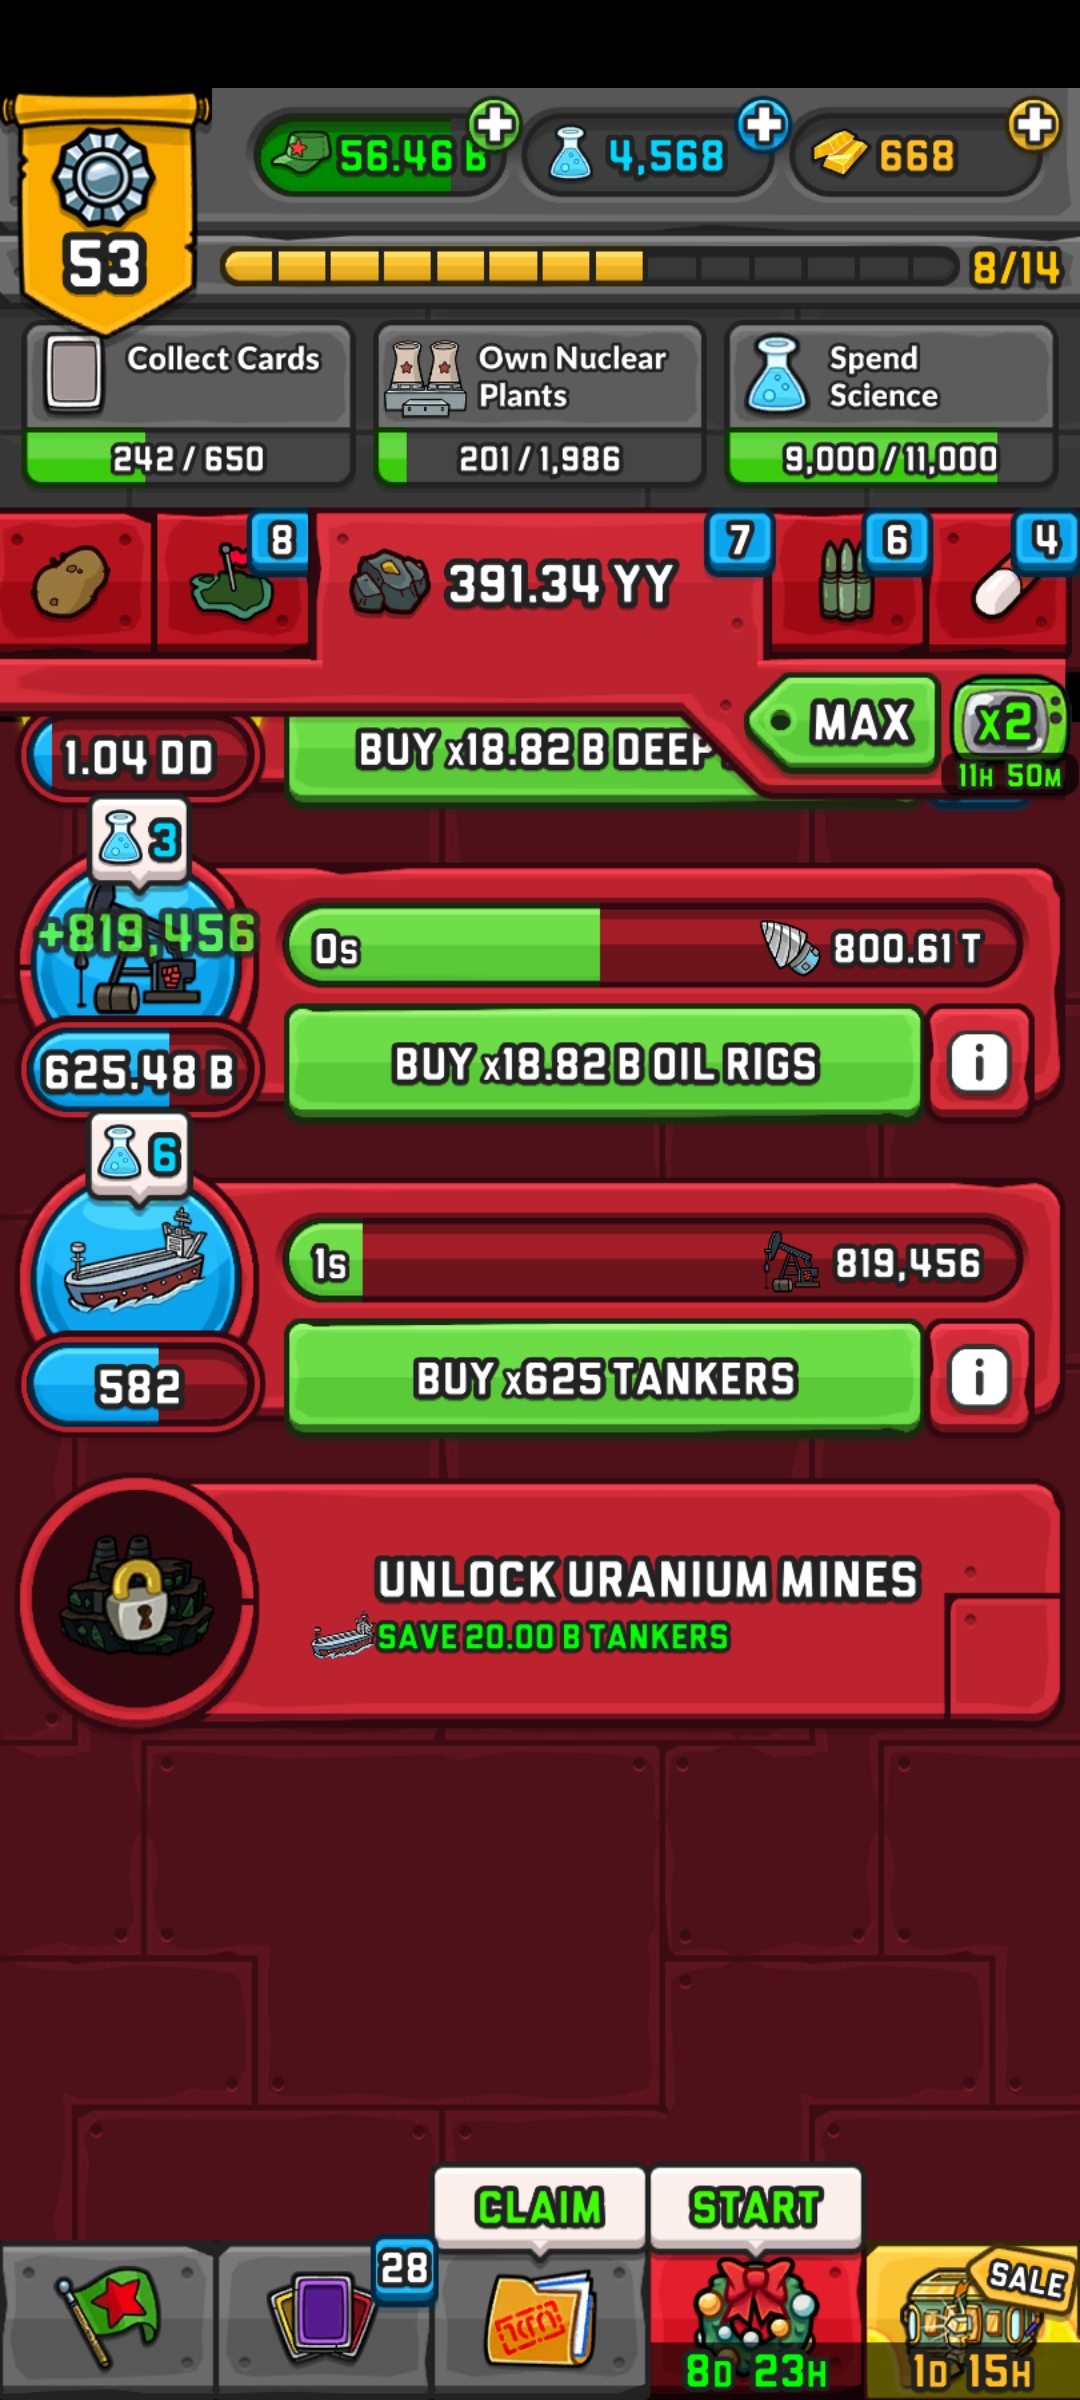 56.46 B
4,568
668
53
8/14
Collect Cards
242 / 650
Own Nuclear
Plants
201 / 1,986
Spend
Science
9,000 / 11,000
8
391.34 YY
7
6
4
MAX
x2
11H 50M
1.04 DD
BUY x18.82 B DEEP
3
+819,456
0s
800.61 T
625.48 B
BUY x18.82 B OIL RIGS
i
6
1s
819,456
582
BUY x625 TANKERS
i
UNLOCK URANIUM MINES
SAVE 20.00 B TANKERS
CLAIM
START
28
SALE
8D 23H
1D 15H